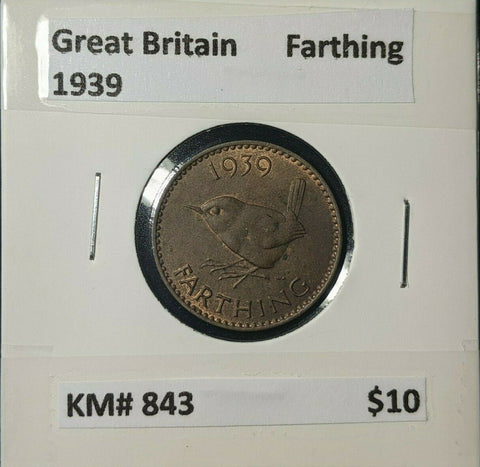 Great Britain Farthing
1939
1939
FARTHING
KM# 843 $10